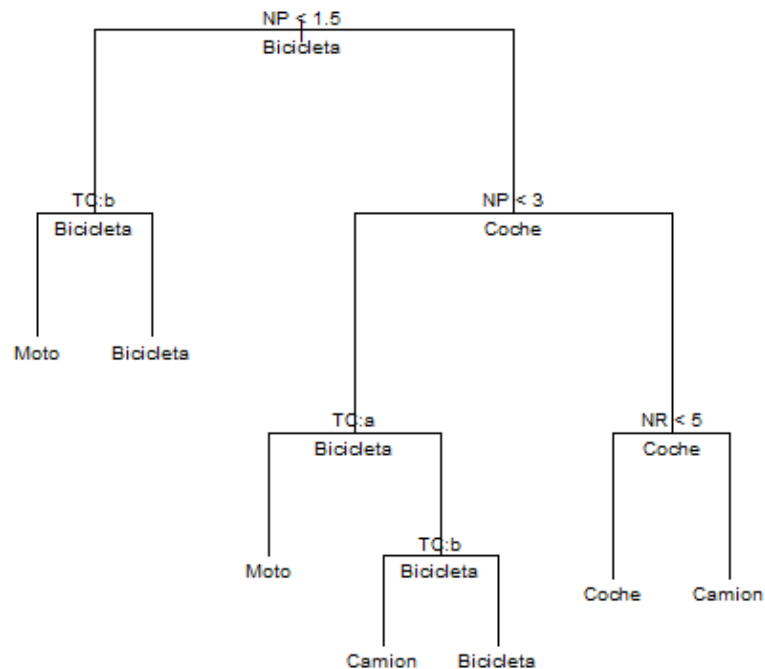 NP < 1.5
Bicicleta
TC:b
Bicicleta
NP < 3
Coche
Moto
Bicicleta
TC:a
Bicicleta
NR < 5
Coche
Moto
TC:b
Bicicleta
Coche
Camion
Camion
Bicicleta